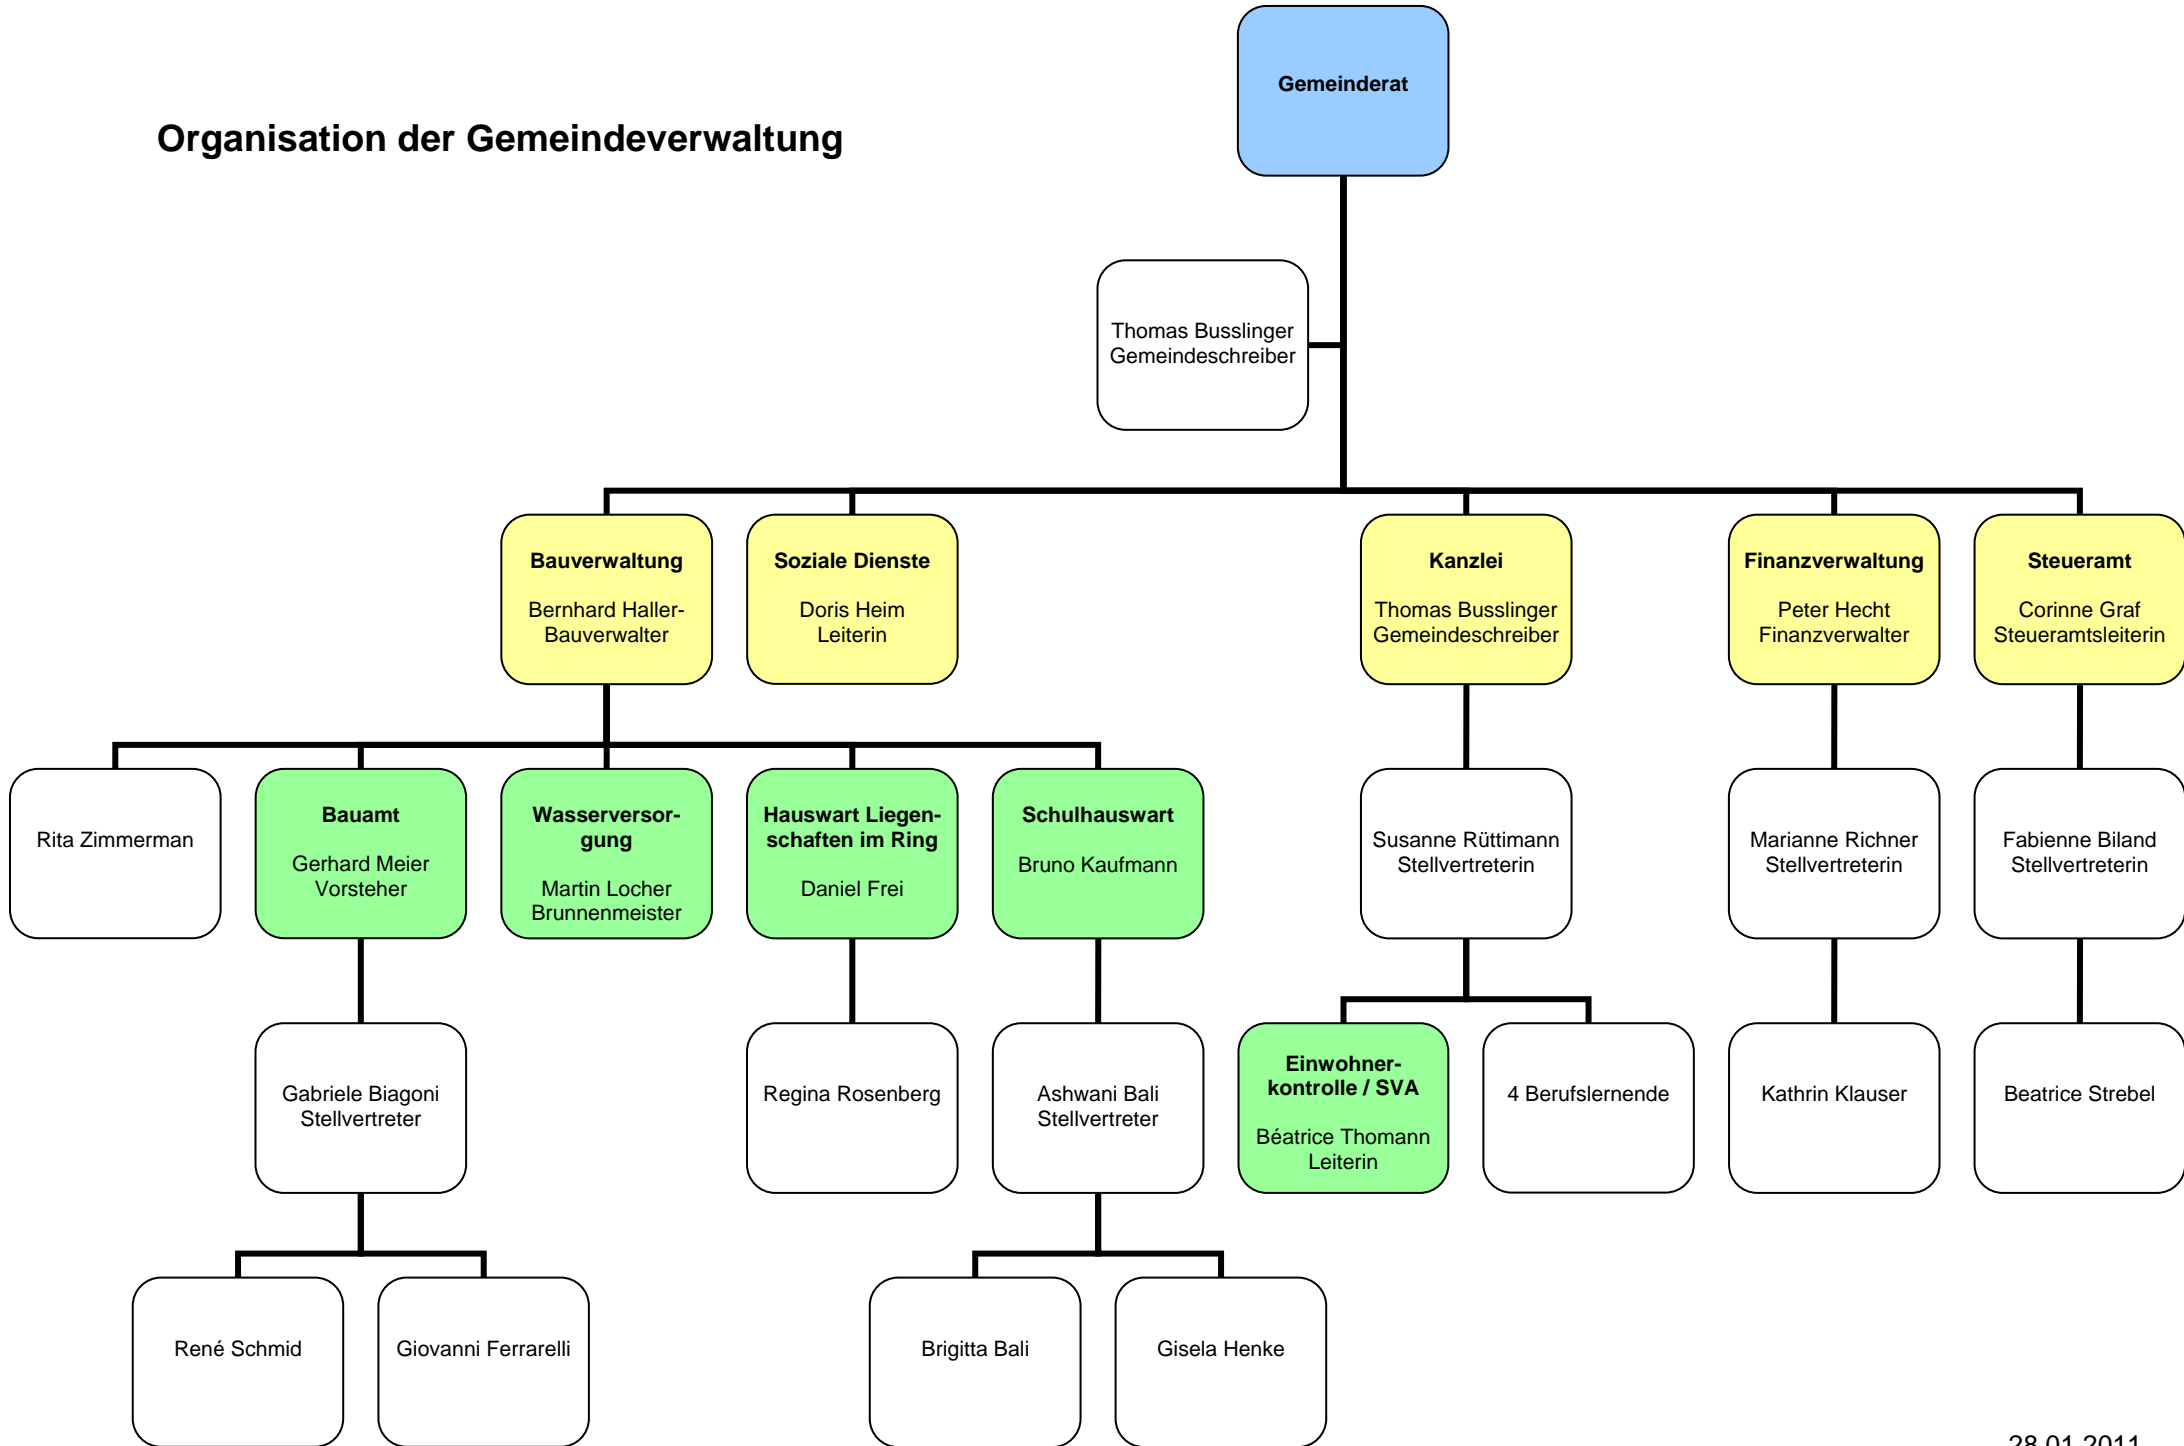 Gemeinderat
Organisation der Gemeindeverwaltung
Thomas Busslinger
Gemeindeschreiber
Bauverwaltung
Bernhard Haller-
Bauverwalter
Soziale Dienste
Doris Heim
Leiterin
Kanzlei
Thomas Busslinger
Gemeindeschreiber
Finanzverwaltung
Peter Hecht
Finanzverwalter
Steueramt
Corinne Graf
Steueramtsleiterin
Rita Zimmerman
Bauamt
Gerhard Meier
Vorsteher
Wasserversor-
gung
Martin Locher
Brunnenmeister
Hauswart Liegen-
schaften im Ring
Daniel Frei
Schulhauswart
Bruno Kaufmann
Susanne Rüttimann
Stellvertreterin
Marianne Richner
Stellvertreterin
Fabienne Biland
Stellvertreterin
Gabriele Biagoni
Stellvertreter
Regina Rosenberg
Ashwani Bali
Stellvertreter
Einwohner-
kontrolle / SVA
Béatrice Thomann
Leiterin
4 Berufslernende
Kathrin Klauser
Beatrice Strebel
René Schmid
Giovanni Ferrarelli
Brigitta Bali
Gisela Henke
28.01.2011